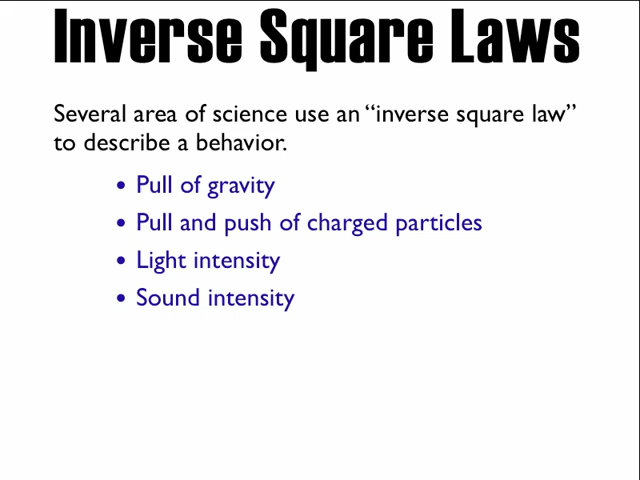 Inverse Square Laws
Several area of science use an “inverse square law”
to describe a behavior.
• Pull of gravity
• Pull and push of charged particles
• Light intensity
• Sound intensity